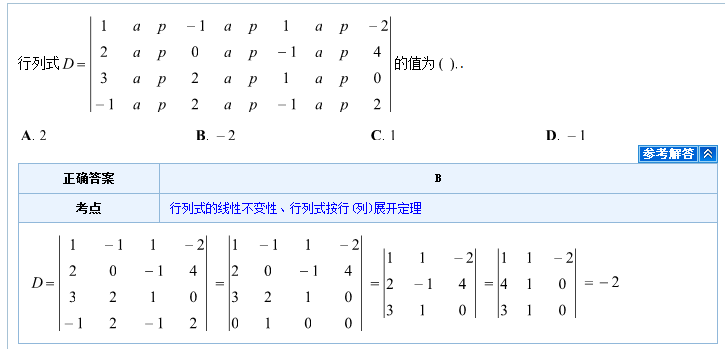 1 a p −1 a p 1 a p −2
2 a p 0 a p −1 a p 4
行列式 D = 的值为 ( ). .
3 a p 2 a p 1 a p 0
−1 a p 2 a p −1 a p 2
A. 2 B. −2 C. 1 D. −1
参考解答
正确答案 B
考点 行列式的线性不变性、行列式按行(列)展开定理
1 −1 1 −2 1 −1 1 −2
2 0 −1 4 2 0 −1 4 1 1 −2 1 1 −2
D = = = 2 −1 4 = 4 1 0 = −2
3 2 1 0 3 2 1 0 3 1 0 3 1 0
−1 2 −1 2 0 1 0 0